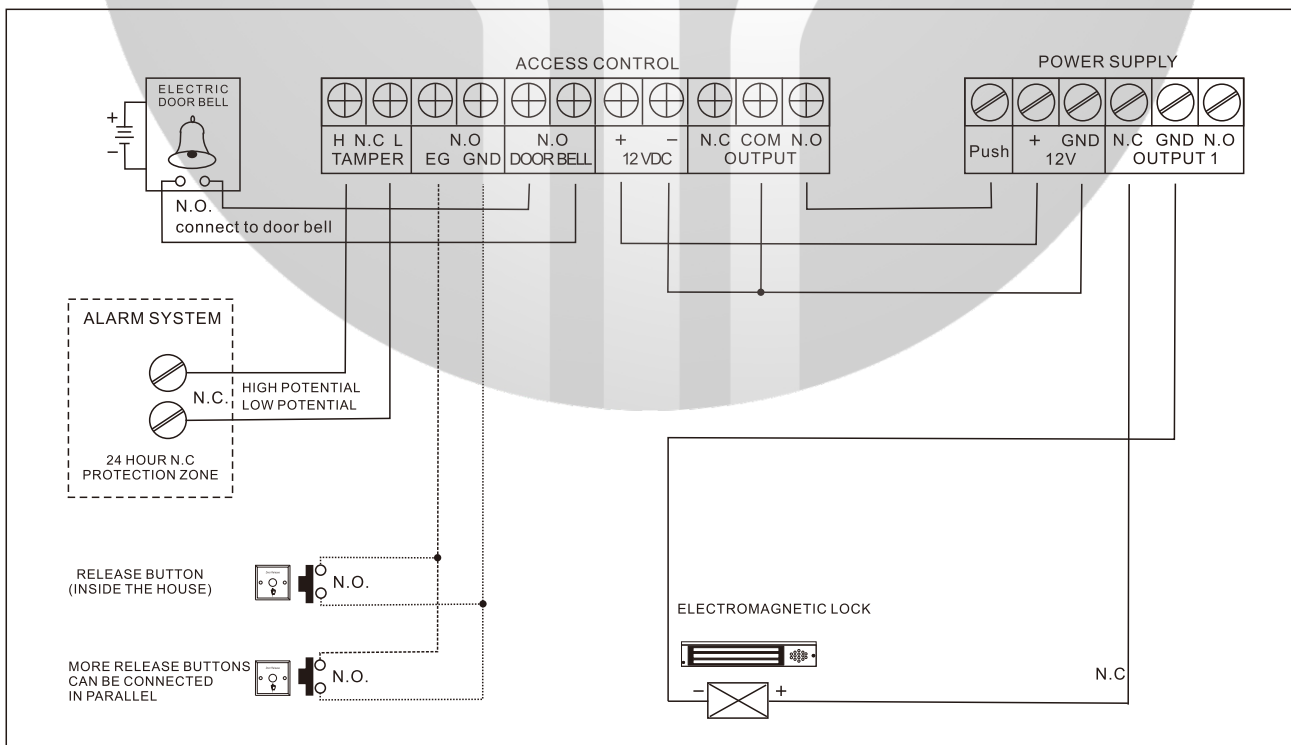 ACCESS CONTROL
POWER SUPPLY
ELECTRIC
DOOR BELL
+
−
H N.C L
TAMPER
N.O
EG GND
N.O
DOOR BELL
+ −
12 VDC
N.C COM N.O
OUTPUT
Push
+ GND
12V
N.C GND N.O
OUTPUT 1
N.O.
connect to door bell
ALARM SYSTEM
N.C.
HIGH POTENTIAL
LOW POTENTIAL
24 HOUR N.C
PROTECTION ZONE
RELEASE BUTTON
(INSIDE THE HOUSE)
N.O.
MORE RELEASE BUTTONS
CAN BE CONNECTED
IN PARALLEL
N.O.
ELECTROMAGNETIC LOCK
− +
N.C